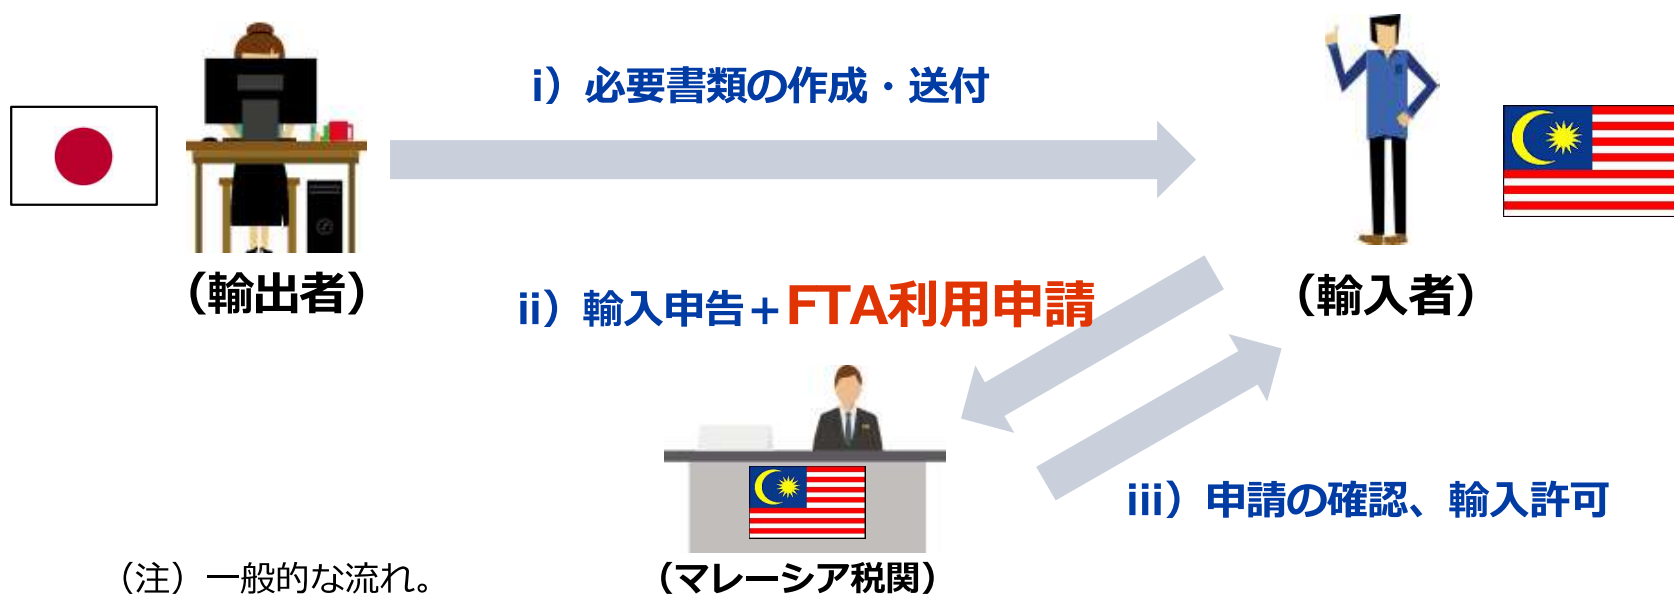 i）必要書類の作成・送付
（輸出者）
（輸入者）
ii）輸入申告＋FTA利用申請
iii）申請の確認、輸入許可
（注）一般的な流れ。
（マレーシア税関）